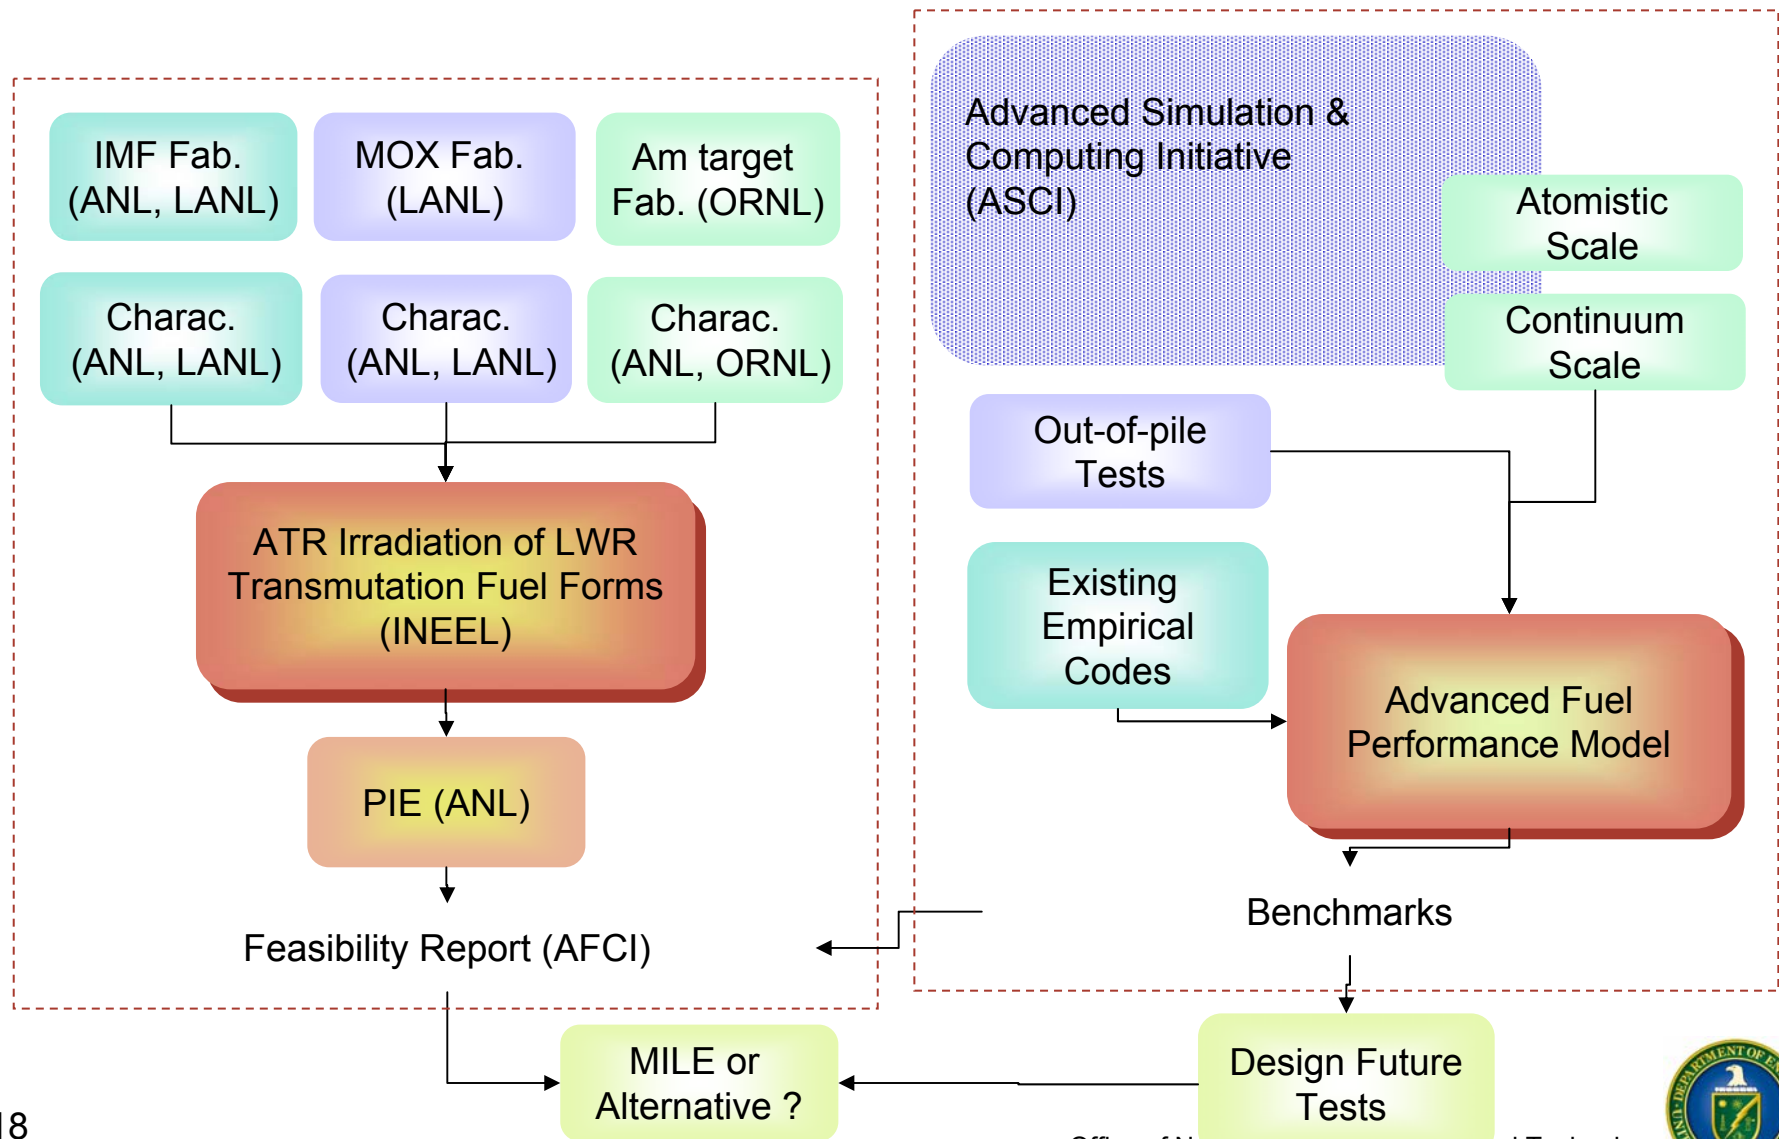 IMF Fab.
(ANL, LANL)
MOX Fab.
(LANL)
Am target
Fab. (ORNL)
Charac.
(ANL, LANL)
Charac.
(ANL, LANL)
Charac.
(ANL, ORNL)
ATR Irradiation of LWR
Transmutation Fuel Forms
(INEEL)
PIE (ANL)
Feasibility Report (AFCI)
Advanced Simulation &
Computing Initiative
(ASCI)
Atomistic
Scale
Continuum
Scale
Out-of-pile
Tests
Existing
Empirical
Codes
Advanced Fuel
Performance Model
Benchmarks
MILE or
Alternative ?
Design Future
Tests
18
DEPARTMENT OF